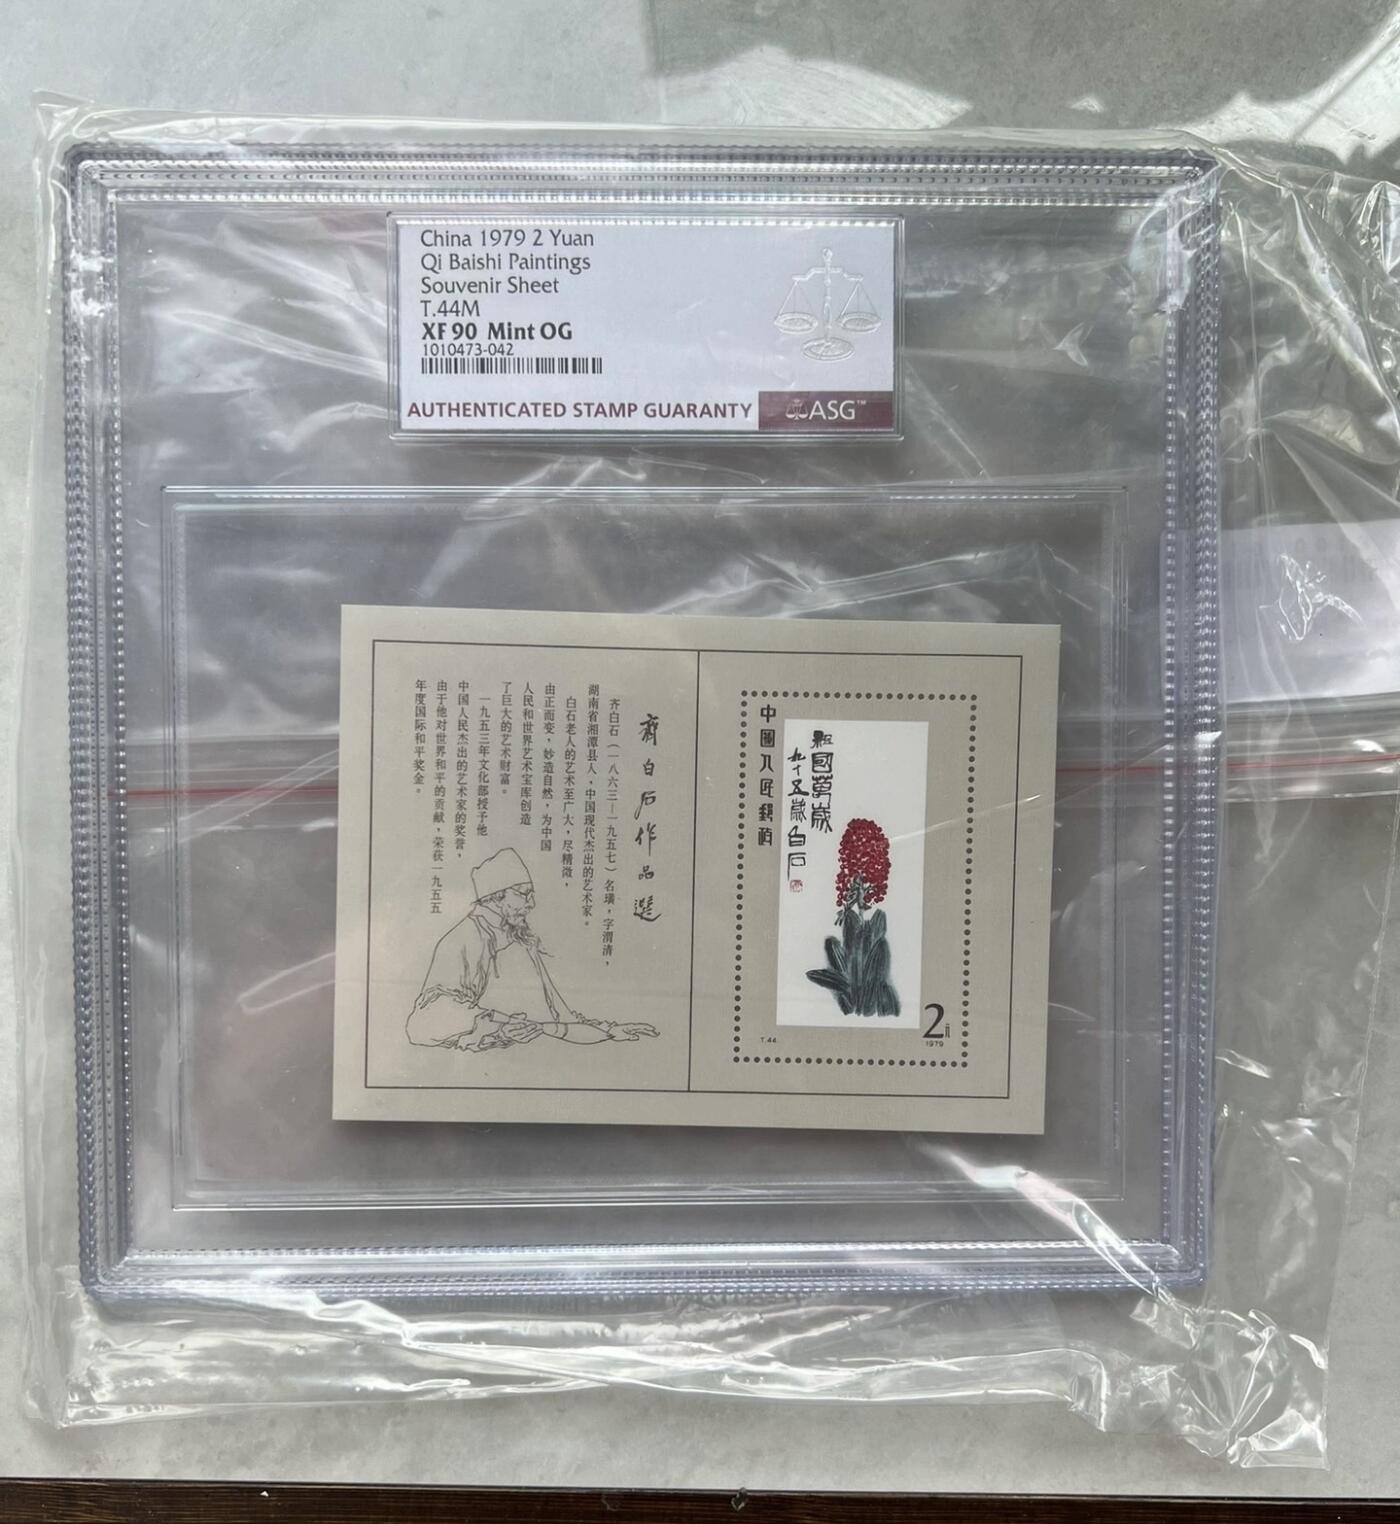 China 1979 2 Yuan
Qi Baishi Paintings
Souvenir Sheet
T.44M
XF 90 Mint OG
1010473-042
AUTHENTICATED STAMP GUARANTY
ASG™
齐白石作品选
齐白石（一八六三—一九五七）名璜，字渭清，
湖南省湘潭县人，中国现代杰出的艺术家。
白石老人的艺术至广大，尽精微，
由正而变，妙造自然，为中国
人民和世界艺术宝库创造
了巨大的艺术财富。
一九五三年文化部授予他
中国人民杰出的艺术家的奖誉，
由于他对世界和平的贡献，荣获一九五五
年度国际和平奖金。
中國人民郵政
祖國萬歲
九十五歲白石
T.44
2元
1979